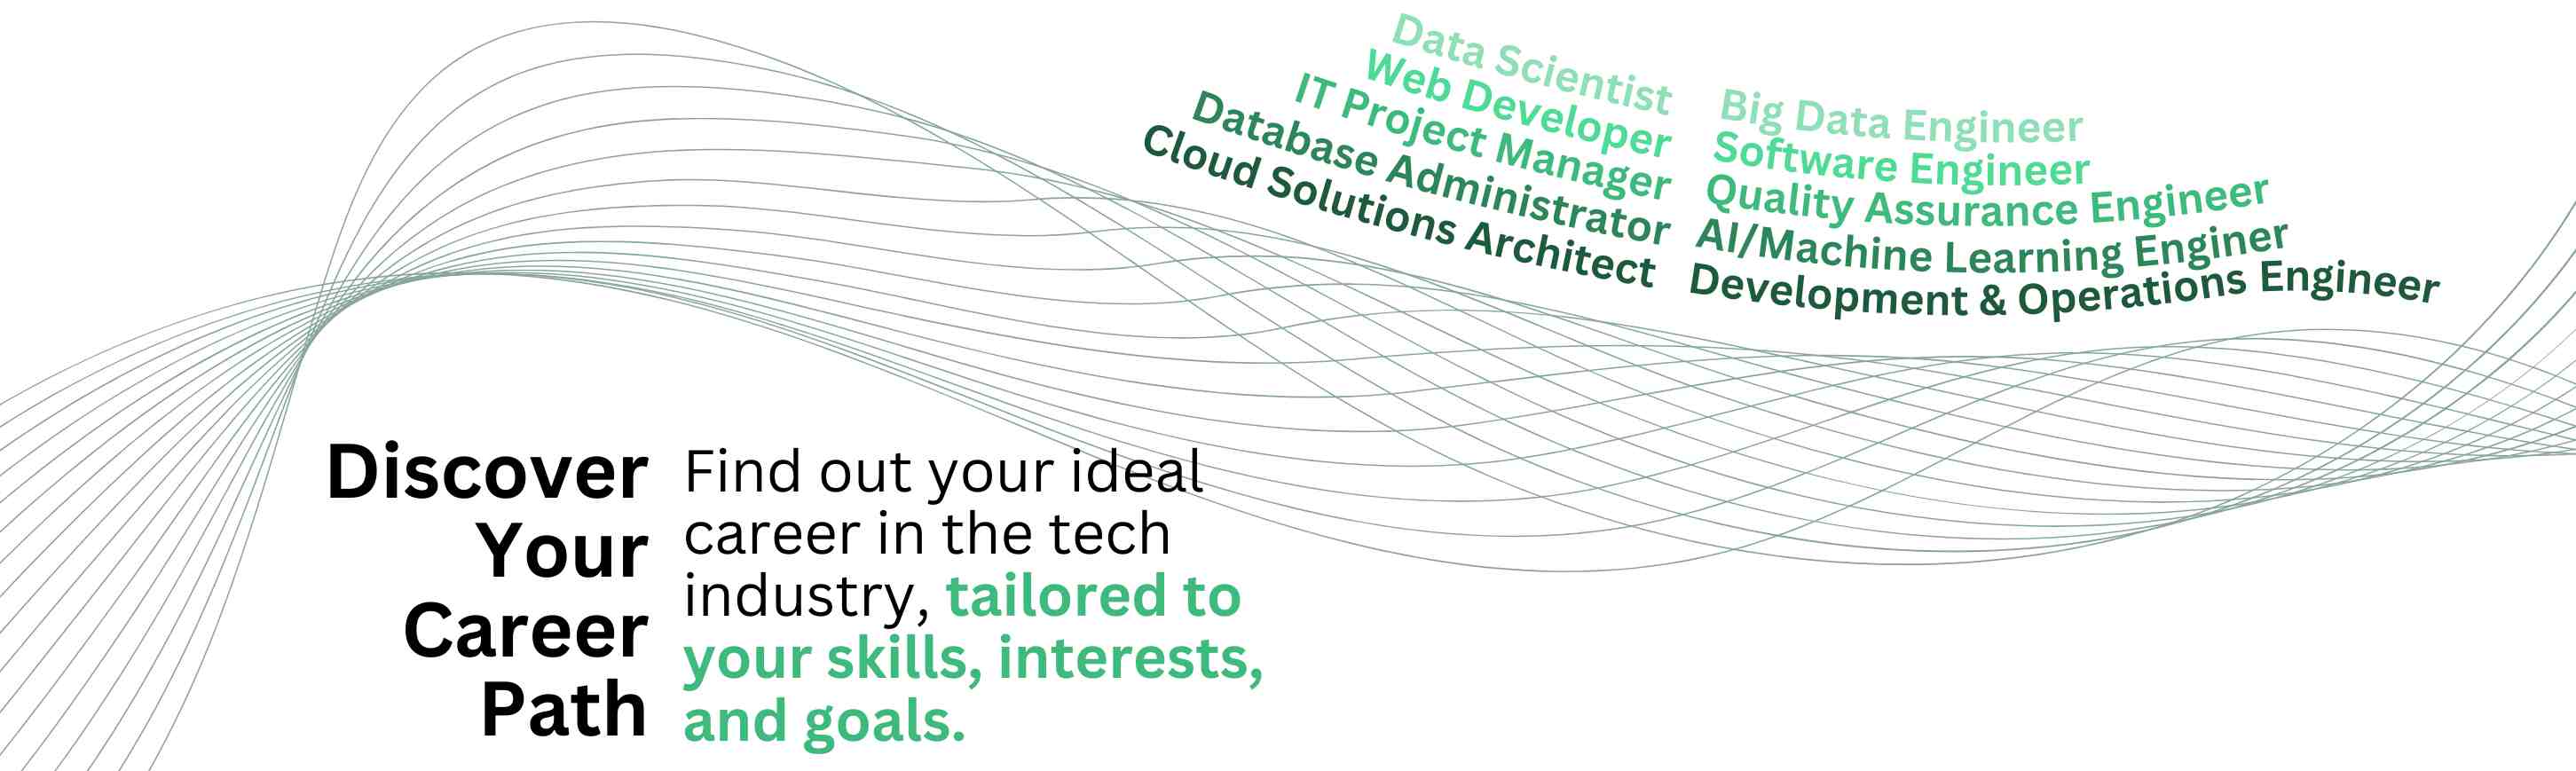 Data Scientist
Web Developer
IT Project Manager
Database Administrator
Cloud Solutions Architect
Big Data Engineer
Software Engineer
Quality Assurance Engineer
AI/Machine Learning Enginer
Development & Operations Engineer
Discover
Your
Career
Path
Find out your ideal
career in the tech
industry, tailored to
your skills, interests,
and goals.